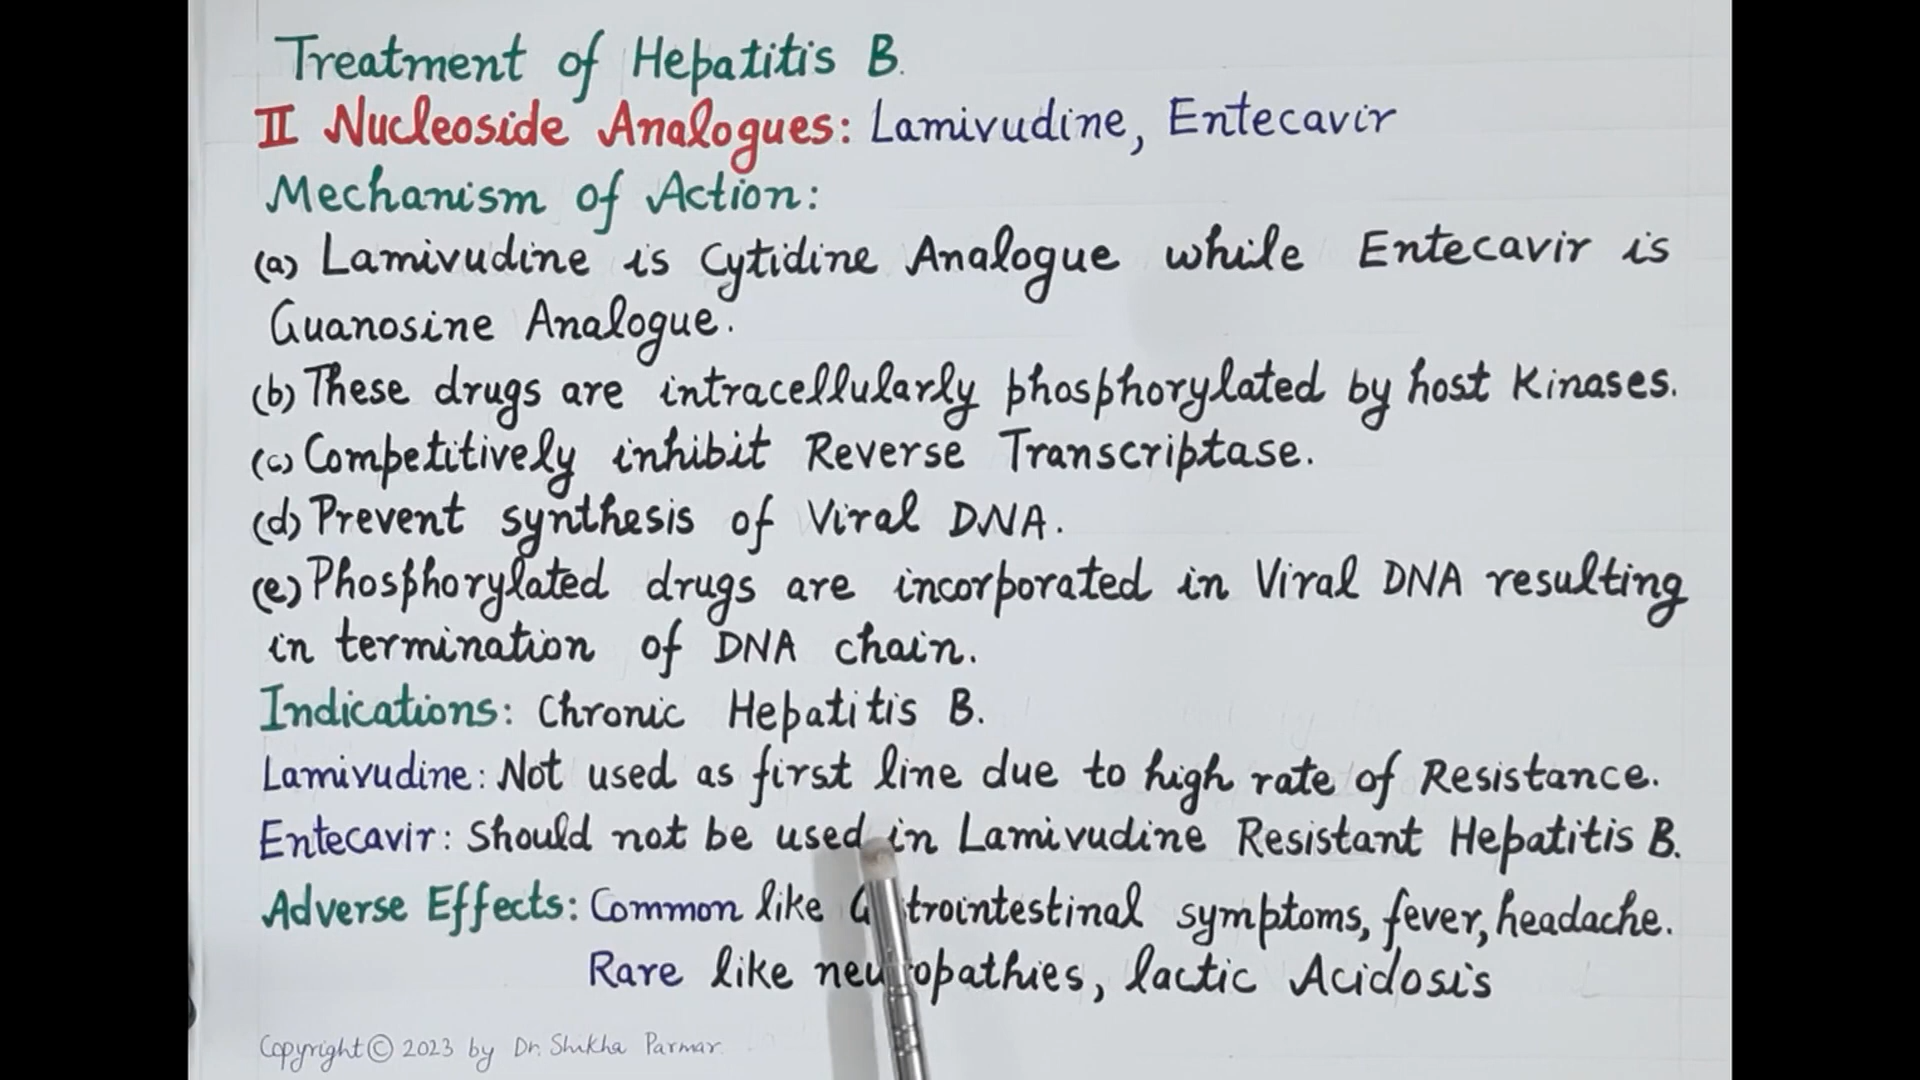 Treatment of Hepatitis B.
II Nucleoside Analogues: Lamivudine, Entecavir
Mechanism of Action:
(a) Lamivudine is Cytidine Analogue while Entecavir is
Guanosine Analogue.
(b) These drugs are intracellularly phosphorylated by host Kinases.
(c) Competitively inhibit Reverse Transcriptase.
(d) Prevent synthesis of Viral DNA.
(e) Phosphorylated drugs are incorporated in Viral DNA resulting
in termination of DNA chain.
Indications: Chronic Hepatitis B.
Lamivudine: Not used as first line due to high rate of Resistance.
Entecavir: Should not be used in Lamivudine Resistant Hepatitis B.
Adverse Effects: Common like Gastrointestinal symptoms, fever, headache.
Rare like neuropathies, lactic Acidosis
Copyright © 2023 by Dr. Shikha Parmar